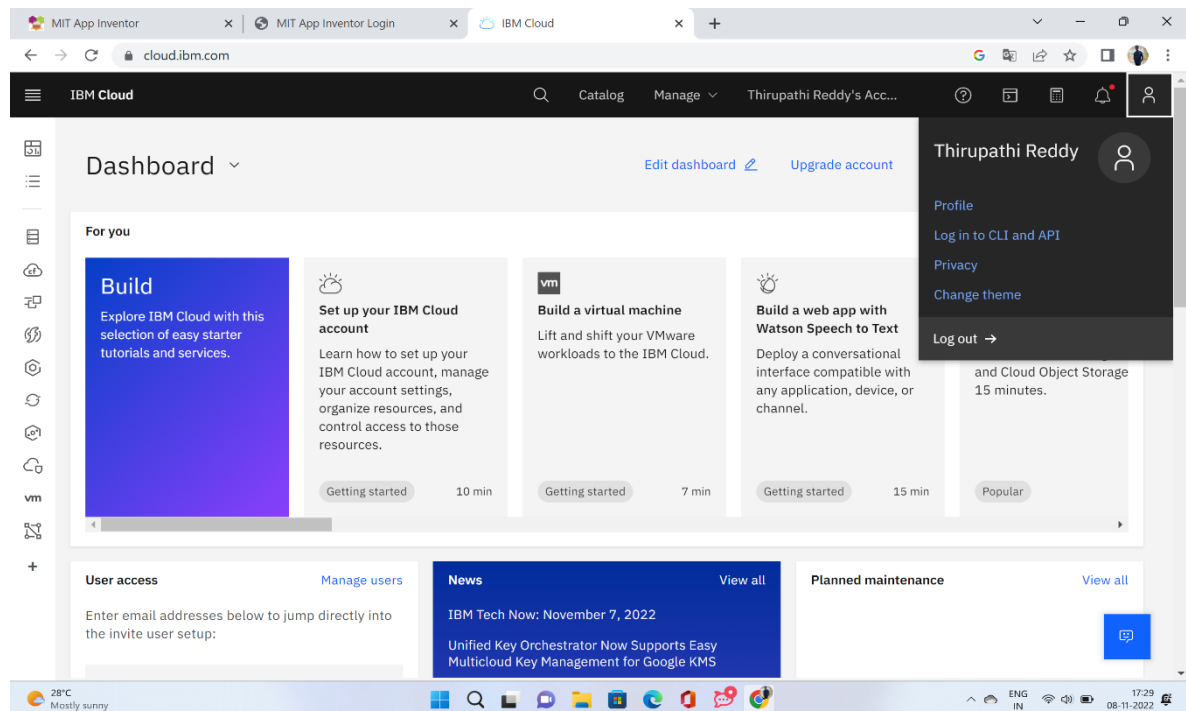 MIT App Inventor
MIT App Inventor Login
IBM Cloud
cloud.ibm.com
IBM Cloud
Catalog
Manage
Thirupathi Reddy's Acc...
Dashboard
Edit dashboard
Upgrade account
Thirupathi Reddy
Profile
Log in to CLI and API
Privacy
Change theme
Log out →
For you
Build
Explore IBM Cloud with this
selection of easy starter
tutorials and services.
Set up your IBM Cloud
account
Learn how to set up your
IBM Cloud account, manage
your account settings,
organize resources, and
control access to those
resources.
Getting started
10 min
vm
Build a virtual machine
Lift and shift your VMware
workloads to the IBM Cloud.
Getting started
7 min
Build a web app with
Watson Speech to Text
Deploy a conversational
interface compatible with
any application, device, or
channel.
Getting started
15 min
and Cloud Object Storage
15 minutes.
Popular
cf
vm
User access
Manage users
Enter email addresses below to jump directly into
the invite user setup:
News
View all
IBM Tech Now: November 7, 2022
Unified Key Orchestrator Now Supports Easy
Multicloud Key Management for Google KMS
Planned maintenance
View all
28°C
Mostly sunny
ENG
IN
17:29
08-11-2022